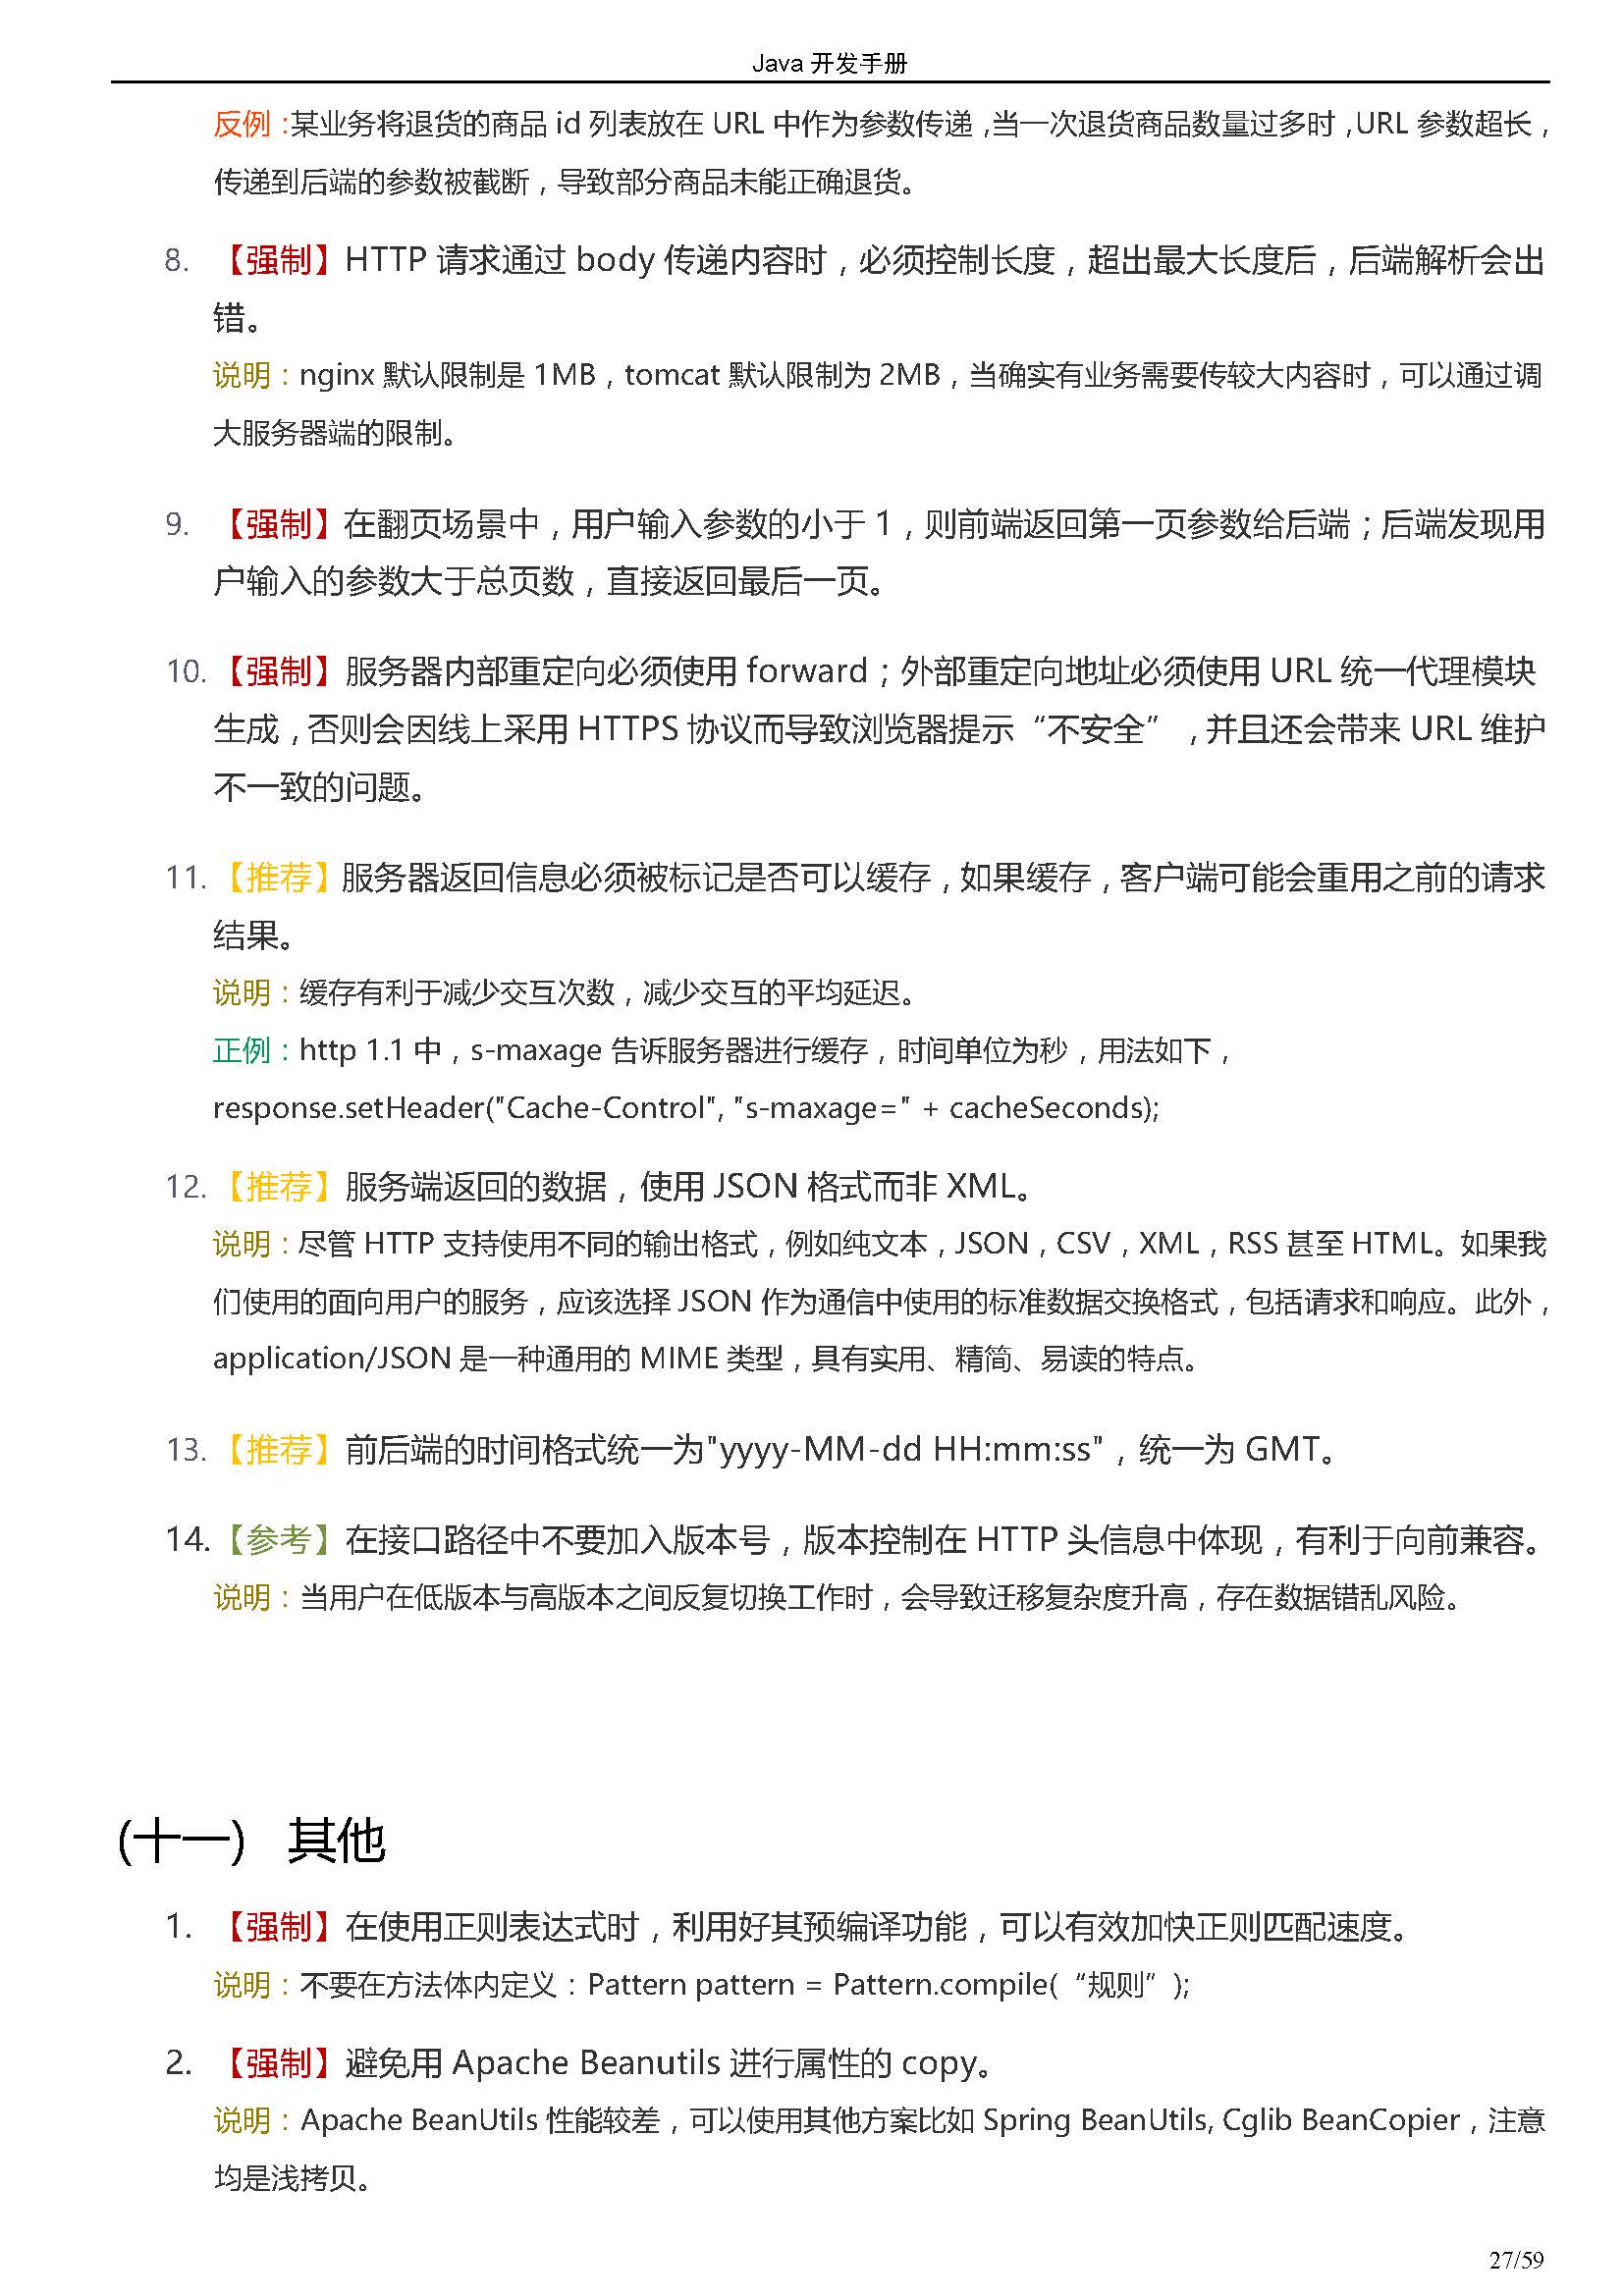 Java 开发手册
反例：某业务将退货的商品 id 列表放在 URL 中作为参数传递，当一次退货商品数量过多时，URL 参数超长，
传递到后端的参数被截断，导致部分商品未能正确退货。
8. 【强制】HTTP 请求通过 body 传递内容时，必须控制长度，超出最大长度后，后端解析会出
错。
说明：nginx 默认限制是 1MB，tomcat 默认限制为 2MB，当确实有业务需要传较大内容时，可以通过调
大服务器端的限制。
9. 【强制】在翻页场景中，用户输入参数的小于 1，则前端返回第一页参数给后端；后端发现用
户输入的参数大于总页数，直接返回最后一页。
10. 【强制】服务器内部重定向必须使用 forward；外部重定向地址必须使用 URL 统一代理模块
生成，否则会因线上采用 HTTPS 协议而导致浏览器提示“不安全”，并且还会带来 URL 维护
不一致的问题。
11. 【推荐】服务器返回信息必须被标记是否可以缓存，如果缓存，客户端可能会重用之前的请求
结果。
说明：缓存有利于减少交互次数，减少交互的平均延迟。
正例：http 1.1 中，s-maxage 告诉服务器进行缓存，时间单位为秒，用法如下，
response.setHeader("Cache-Control", "s-maxage=" + cacheSeconds);
12. 【推荐】服务端返回的数据，使用 JSON 格式而非 XML。
说明：尽管 HTTP 支持使用不同的输出格式，例如纯文本，JSON，CSV，XML，RSS 甚至 HTML。如果我
们使用的面向用户的服务，应该选择 JSON 作为通信中使用的标准数据交换格式，包括请求和响应。此外，
application/JSON 是一种通用的 MIME 类型，具有实用、精简、易读的特点。
13. 【推荐】前后端的时间格式统一为"yyyy-MM-dd HH:mm:ss"，统一为 GMT。
14. 【参考】在接口路径中不要加入版本号，版本控制在 HTTP 头信息中体现，有利于向前兼容。
说明：当用户在低版本与高版本之间反复切换工作时，会导致迁移复杂度升高，存在数据错乱风险。
(十一) 其他
1. 【强制】在使用正则表达式时，利用好其预编译功能，可以有效加快正则匹配速度。
说明：不要在方法体内定义：Pattern pattern = Pattern.compile(“规则”);
2. 【强制】避免用 Apache Beanutils 进行属性的 copy。
说明：Apache BeanUtils 性能较差，可以使用其他方案比如 Spring BeanUtils, Cglib BeanCopier，注意
均是浅拷贝。
27/59